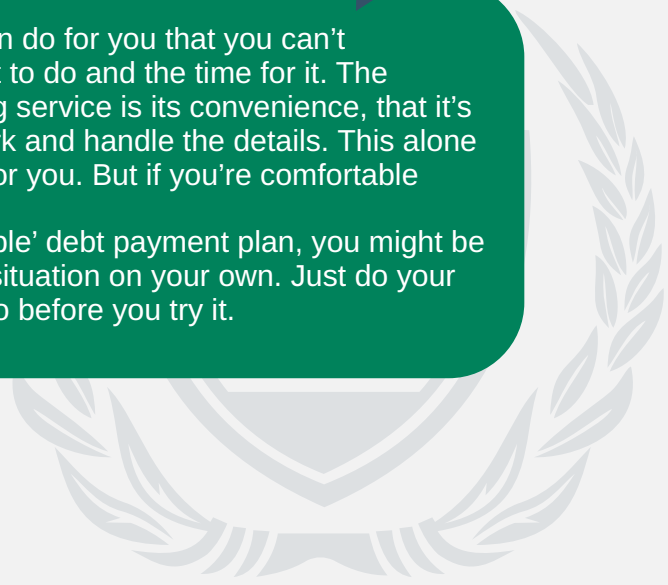 n do for you that you can’t
t to do and the time for it. The
g service is its convenience, that it’s
rk and handle the details. This alone
or you. But if you’re comfortable
ple’ debt payment plan, you might be
situation on your own. Just do your
o before you try it.